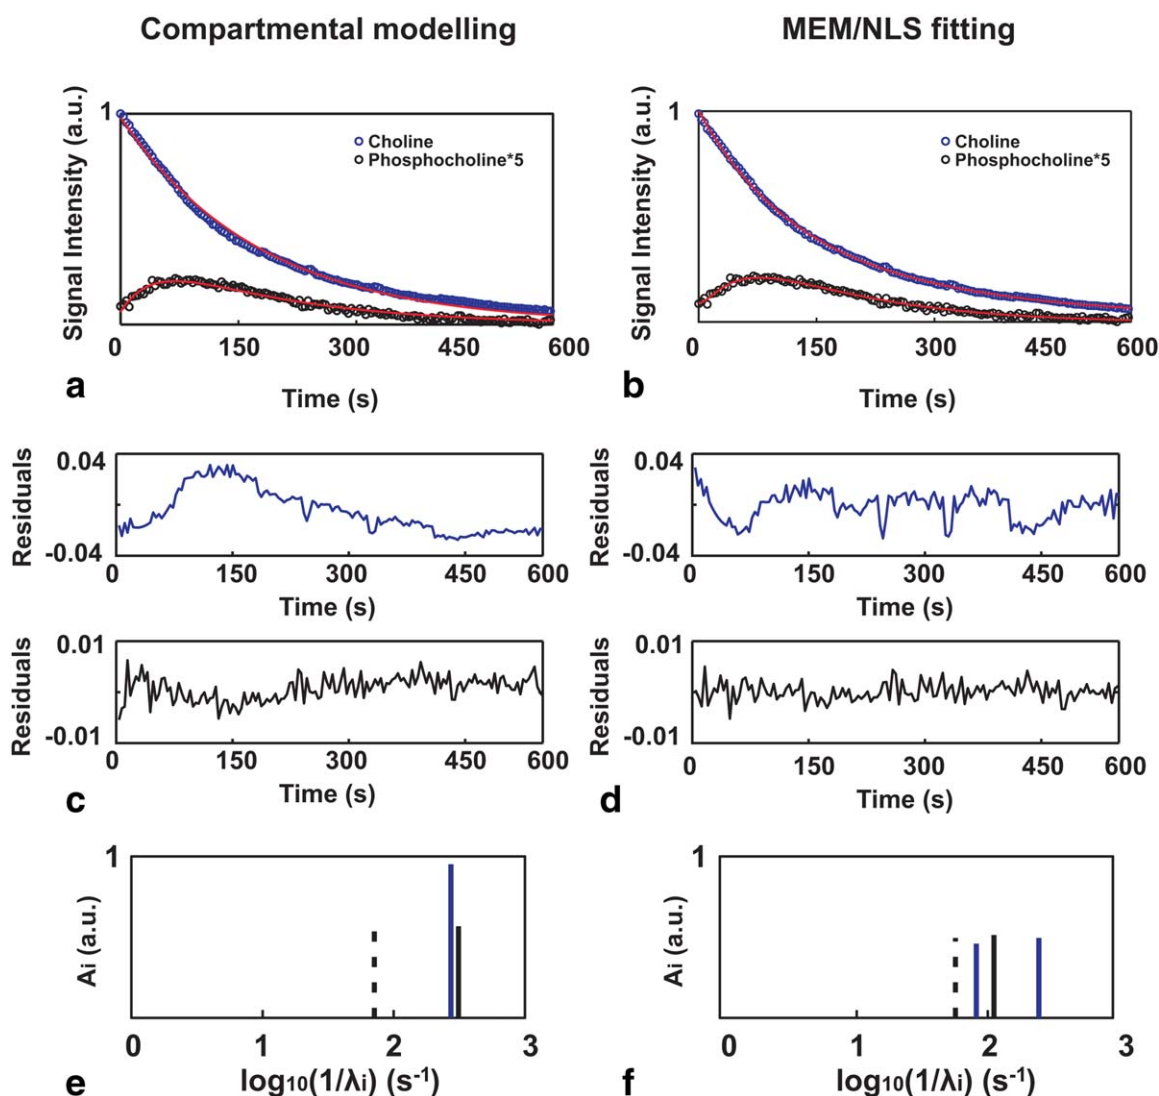 Compartmental modelling
MEM/NLS fitting
Signal Intensity (a.u.)
1
Choline
Phosphocholine*5
0 150 300 450 600
Time (s)
a
Signal Intensity (a.u.)
1
Choline
Phosphocholine*5
0 150 300 450 600
Time (s)
b
Residuals
0.04
-0.04
0 150 300 450 600
Time (s)
Residuals
0.04
-0.04
0 150 300 450 600
Time (s)
Residuals
0.01
-0.01
0 150 300 450 600
Time (s)
c
Residuals
0.01
-0.01
0 150 300 450 600
Time (s)
d
Ai (a.u.)
1
0 1 2 3
log10(1/λi) (s-1)
e
Ai (a.u.)
1
0 1 2 3
log10(1/λi) (s-1)
f